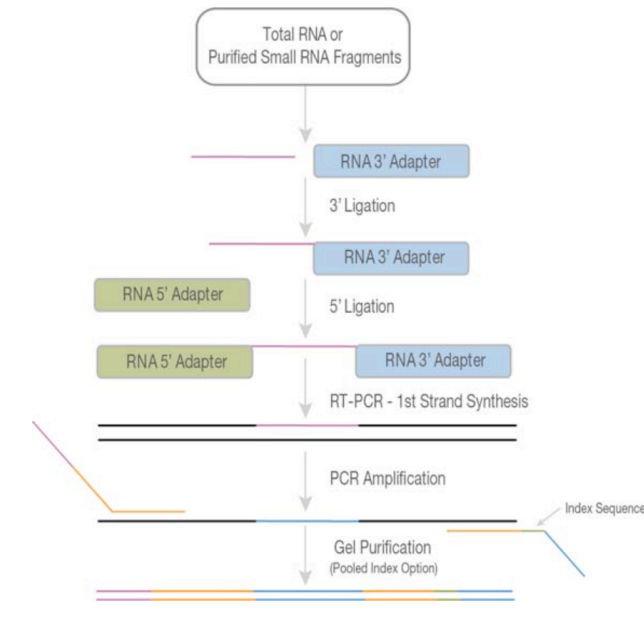 Total RNA or
Purified Small RNA Fragments
RNA 3' Adapter
3' Ligation
RNA 3' Adapter
RNA 5' Adapter
5' Ligation
RNA 5' Adapter
RNA 3' Adapter
RT-PCR - 1st Strand Synthesis
PCR Amplification
Index Sequence
Gel Purification
(Pooled Index Option)